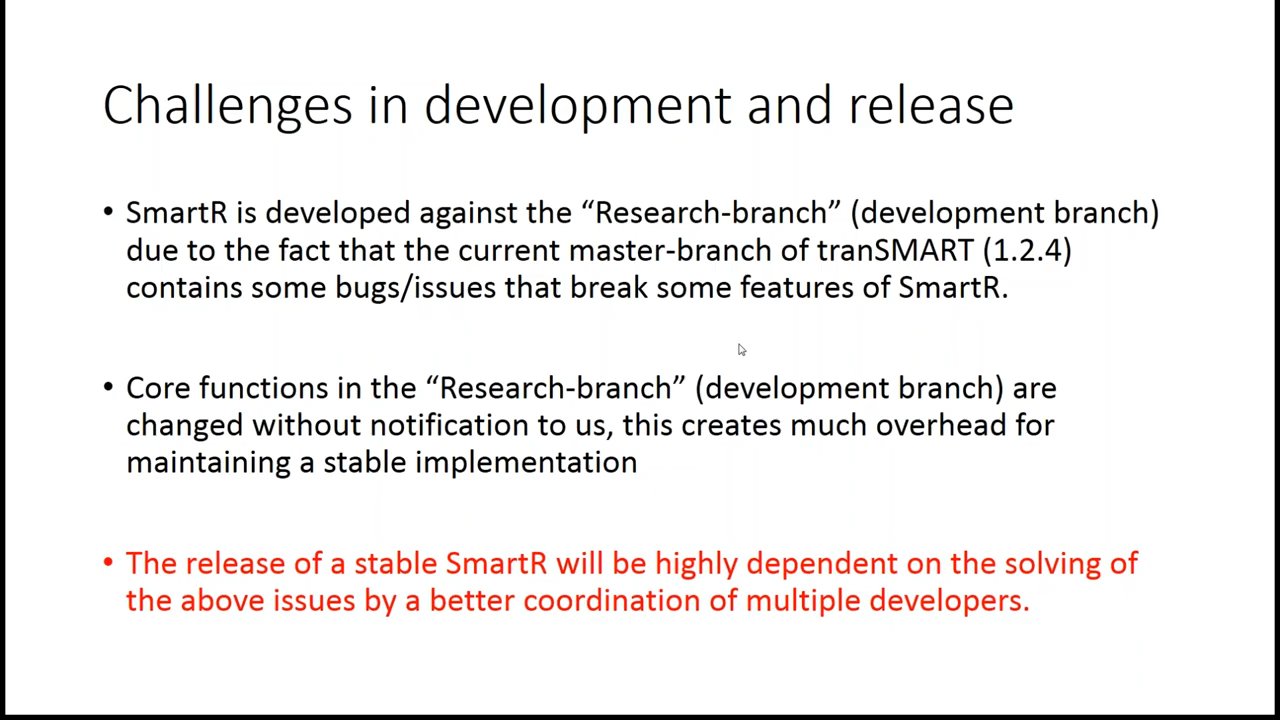 Challenges in development and release
• SmartR is developed against the “Research-branch” (development branch)
due to the fact that the current master-branch of tranSMART (1.2.4)
contains some bugs/issues that break some features of SmartR.
• Core functions in the “Research-branch” (development branch) are
changed without notification to us, this creates much overhead for
maintaining a stable implementation
• The release of a stable SmartR will be highly dependent on the solving of
the above issues by a better coordination of multiple developers.